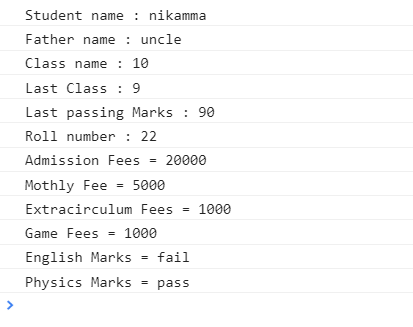 Student name : nikamma
Father name : uncle
Class name : 10
Last Class : 9
Last passing Marks : 90
Roll number : 22
Admission Fees = 20000
Mothly Fee = 5000
Extracirculum Fees = 1000
Game Fees = 1000
English Marks = fail
Physics Marks = pass